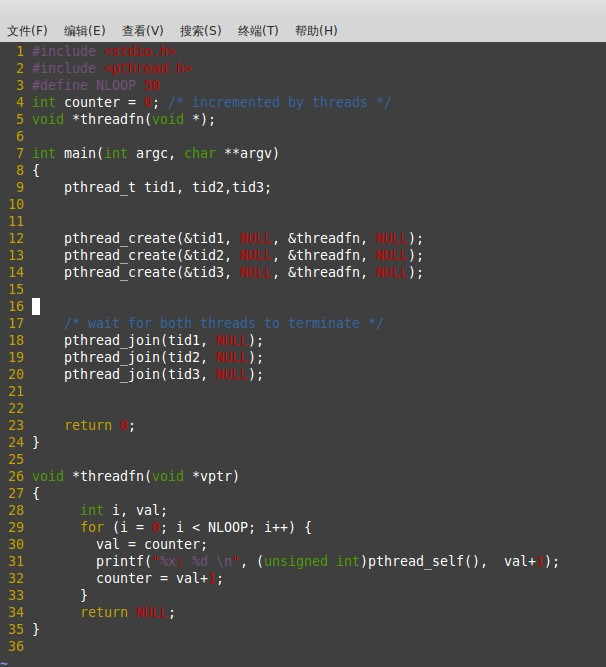 文件(F) 编辑(E) 查看(V) 搜索(S) 终端(T) 帮助(H)
1 #include <stdio.h>
2 #include <pthread.h>
3 #define NLOOP 50
4 int counter = 0; /* incremented by threads */
5 void *threadfn(void *);
6
7 int main(int argc, char **argv)
8 {
9     pthread_t tid1, tid2,tid3;
10
11
12     pthread_create(&tid1, NULL, &threadfn, NULL);
13     pthread_create(&tid2, NULL, &threadfn, NULL);
14     pthread_create(&tid3, NULL, &threadfn, NULL);
15
16
17     /* wait for both threads to terminate */
18     pthread_join(tid1, NULL);
19     pthread_join(tid2, NULL);
20     pthread_join(tid3, NULL);
21
22
23     return 0;
24 }
25
26 void *threadfn(void *vptr)
27 {
28       int i, val;
29       for (i = 0; i < NLOOP; i++) {
30         val = counter;
31         printf("%x: %d \n", (unsigned int)pthread_self(),  val+1);
32         counter = val+1;
33       }
34       return NULL;
35 }
36
~